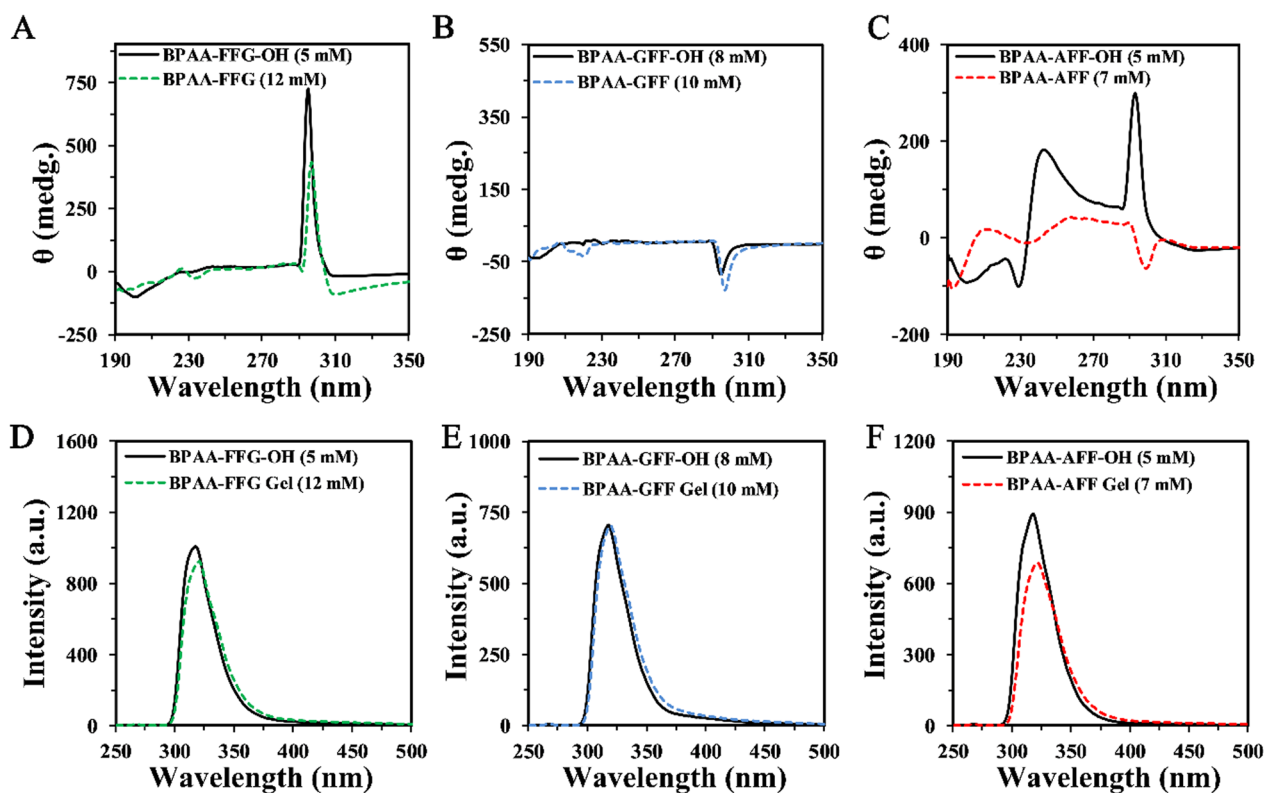 A
BPAA-FFG-OH (5 mM)
BPAA-FFG (12 mM)
750
500
250
0
-250
190
230
270
310
350
θ (medg.)
Wavelength (nm)
B
BPAA-GFF-OH (8 mM)
BPAA-GFF (10 mM)
550
350
150
-50
-250
190
230
270
310
350
θ (medg.)
Wavelength (nm)
C
BPAA-AFF-OH (5 mM)
BPAA-AFF (7 mM)
400
200
0
-200
190
230
270
310
350
θ (medg.)
Wavelength (nm)
D
BPAA-FFG-OH (5 mM)
BPAA-FFG Gel (12 mM)
1600
1200
800
400
0
250
300
350
400
450
500
Intensity (a.u.)
Wavelength (nm)
E
BPAA-GFF-OH (8 mM)
BPAA-GFF Gel (10 mM)
1000
750
500
250
0
250
300
350
400
450
500
Intensity (a.u.)
Wavelength (nm)
F
BPAA-AFF-OH (5 mM)
BPAA-AFF Gel (7 mM)
1200
900
600
300
0
250
300
350
400
450
500
Intensity (a.u.)
Wavelength (nm)